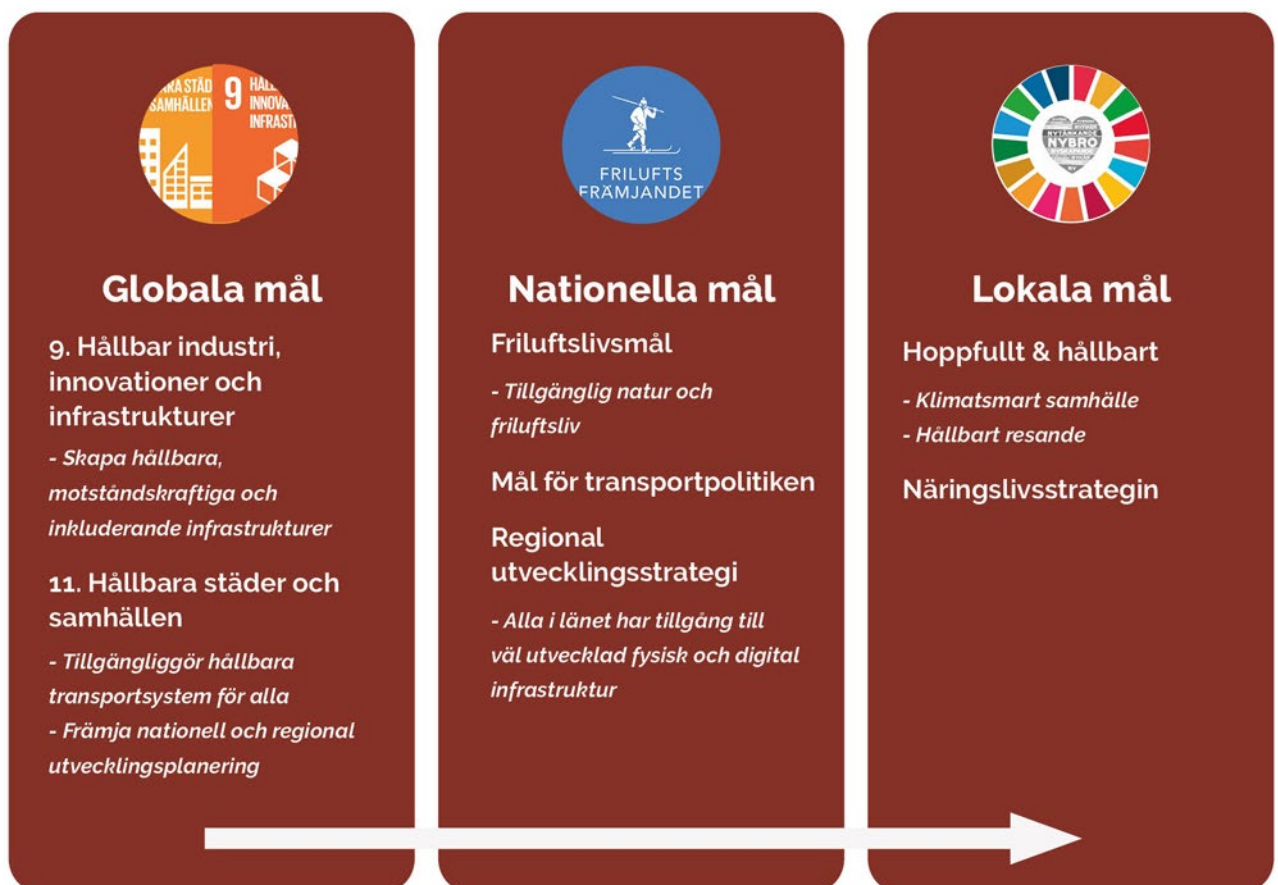 SAMHÄLLEN
9
FRILUFTS
FRÄMJANDET
NYTÄNKANDE
NYBRO
Globala mål
9. Hållbar industri,
innovationer och
infrastrukturer
- Skapa hållbara,
motståndskraftiga och
inkluderande infrastrukturer
11. Hållbara städer och
samhällen
- Tillgängliggör hållbara
transportsystem för alla
- Främja nationell och regional
utvecklingsplanering
Nationella mål
Friluftslivsmål
- Tillgänglig natur och
friluftsliv
Mål för transportpolitiken
Regional
utvecklingsstrategi
- Alla i länet har tillgång till
väl utvecklad fysisk och digital
infrastruktur
Lokala mål
Hoppfullt & hållbart
- Klimatsmart samhälle
- Hållbart resande
Näringslivsstrategin